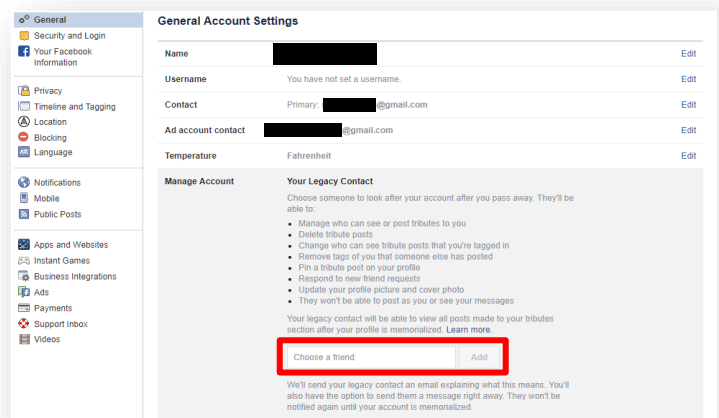 General
Security and Login
Your Facebook
Information
Privacy
Timeline and Tagging
Location
Blocking
Language
Notifications
Mobile
Public Posts
Apps and Websites
Instant Games
Business Integrations
Ads
Payments
Support Inbox
Videos
General Account Settings
Name Edit
Username You have not set a username. Edit
Contact Primary: @gmail.com Edit
Ad account contact @gmail.com Edit
Temperature Fahrenheit Edit
Manage Account Your Legacy Contact
Choose someone to look after your account after you pass away. They'll be
able to:
• Manage who can see or post tributes to you
• Delete tribute posts
• Change who can see tribute posts that you're tagged in
• Remove tags of you that someone else has posted
• Pin a tribute post on your profile
• Respond to new friend requests
• Update your profile picture and cover photo
• They won't be able to post as you or see your messages
Your legacy contact will be able to view all posts made to your tributes
section after your profile is memorialized. Learn more.
Choose a friend Add
We'll send your legacy contact an email explaining what this means. You'll
also have the option to send them a message right away. They won't be
notified again until your account is memorialized.